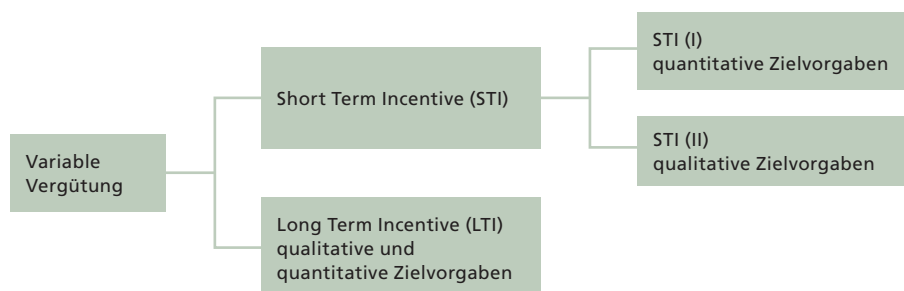 Variable
Vergütung
Short Term Incentive (STI)
Long Term Incentive (LTI)
qualitative und
quantitative Zielvorgaben
STI (I)
quantitative Zielvorgaben
STI (II)
qualitative Zielvorgaben